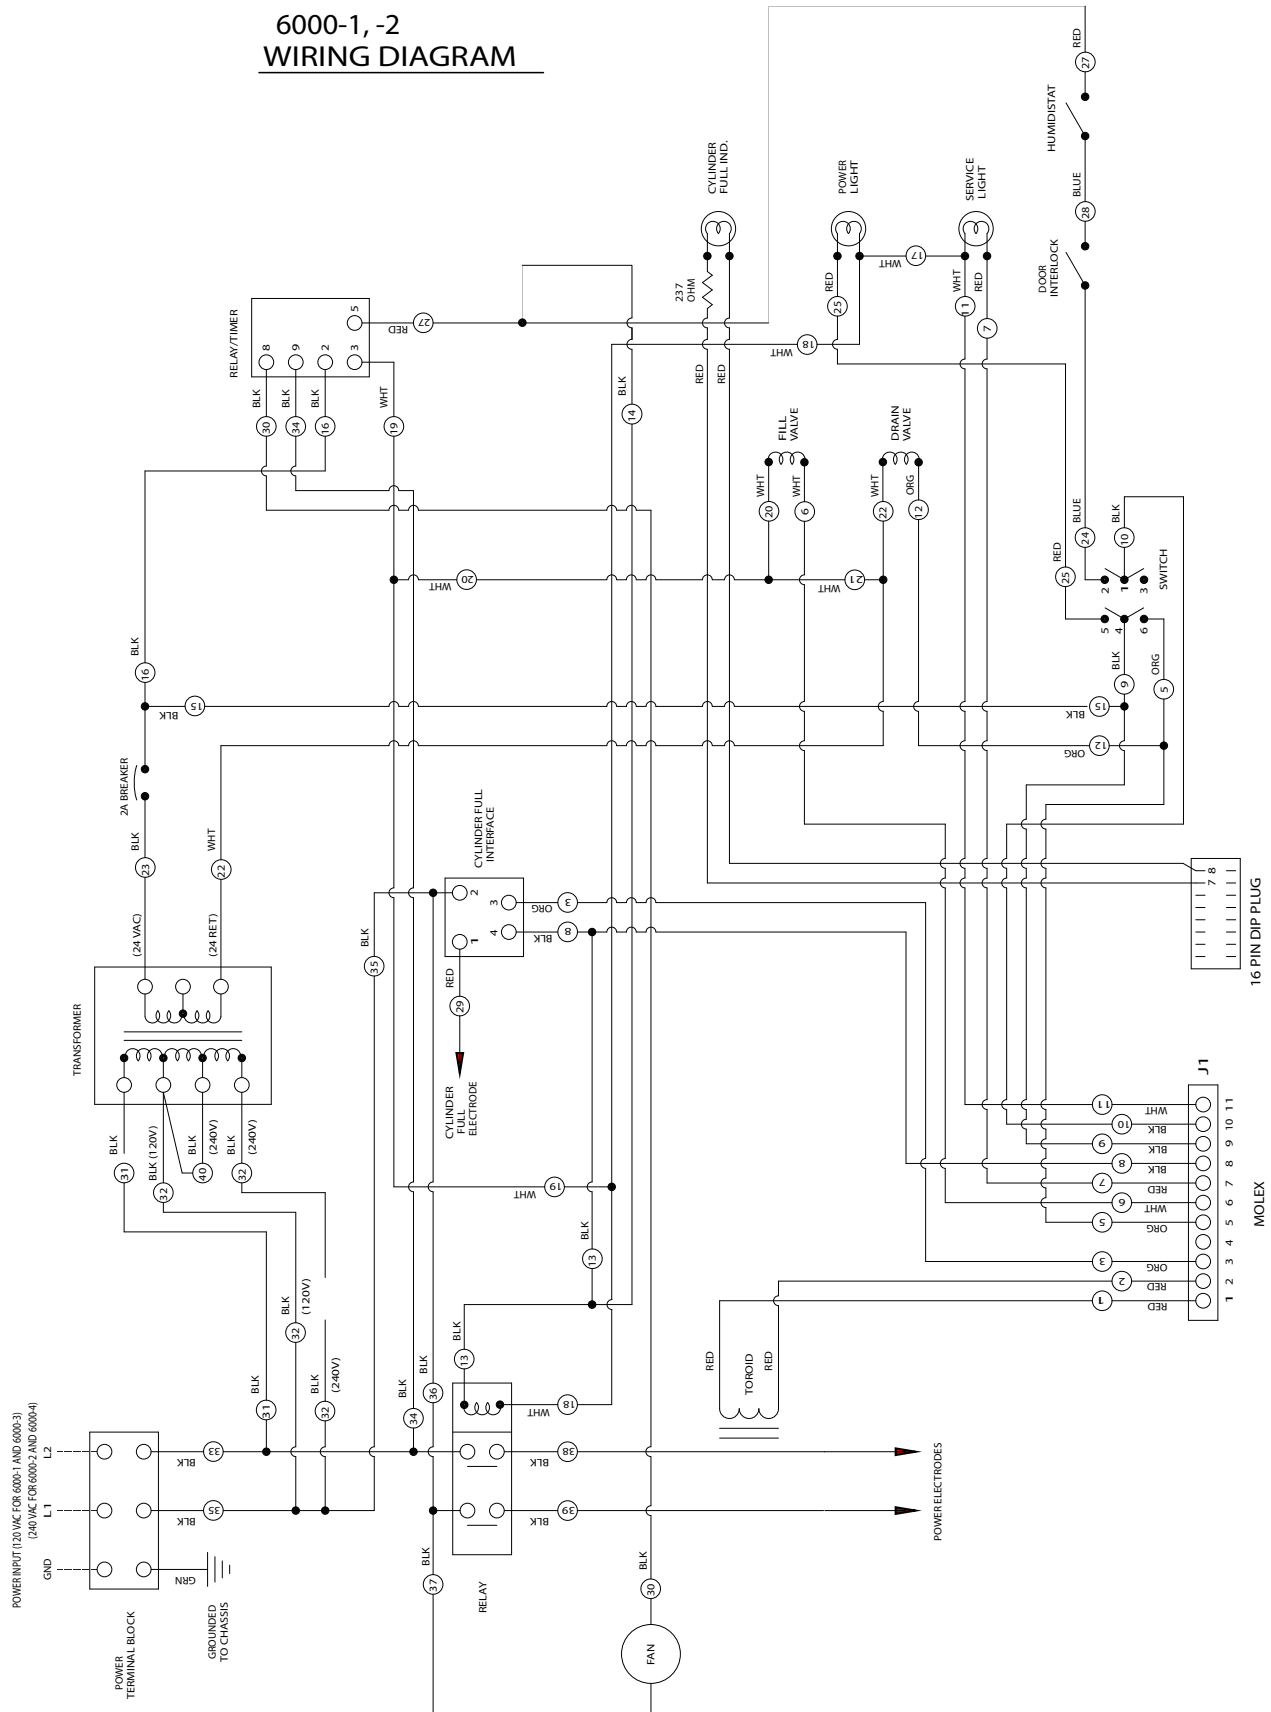 6000-1, -2
WIRING DIAGRAM
POWER INPUT (120 VAC FOR 6000-1 AND 6000-3)
(240 VAC FOR 6000-2 AND 6000-4)
GND
L1
L2
POWER
TERMINAL BLOCK
GRN
GROUNDED
TO CHASSIS
BLK
35
BLK
33
31
BLK
32
BLK
(120V)
32
BLK
(240V)
TRANSFORMER
31
BLK
32
BLK (120V)
40
BLK
(240V)
32
BLK
(240V)
(24 VAC)
(24 RET)
23
BLK
22
WHT
2A BREAKER
BLK
15
16
BLK
RELAY/TIMER
8
9
2
3
5
BLK
30
BLK
34
BLK
16
WHT
19
RED
27
35
BLK
CYLINDER FULL
INTERFACE
1
2
3
4
RED
29
CYLINDER
FULL
ELECTRODE
ORG
3
BLK
8
WHT
19
BLK
13
BLK
13
WHT
18
BLK
36
BLK
34
BLK
37
RELAY
BLK
38
BLK
39
POWER ELECTRODES
FAN
30
BLK
BLK
14
WHT
20
WHT
21
FILL
VALVE
WHT
20
WHT
6
DRAIN
VALVE
WHT
22
ORG
12
237
OHM
CYLINDER
FULL IND.
RED
RED
WHT
18
POWER
LIGHT
RED
25
WHT
17
SERVICE
LIGHT
WHT
11
RED
7
RED
27
HUMIDISTAT
BLUE
28
DOOR
INTERLOCK
BLUE
24
BLK
10
RED
25
SWITCH
2
1
3
5
4
6
BLK
9
ORG
5
BLK
15
ORG
12
16 PIN DIP PLUG
7
8
TOROID
RED
RED
J1
MOLEX
1
2
3
4
5
6
7
8
9
10
11
RED
1
RED
2
ORG
3
ORG
5
WHT
6
RED
7
BLK
8
BLK
9
BLK
10
WHT
11